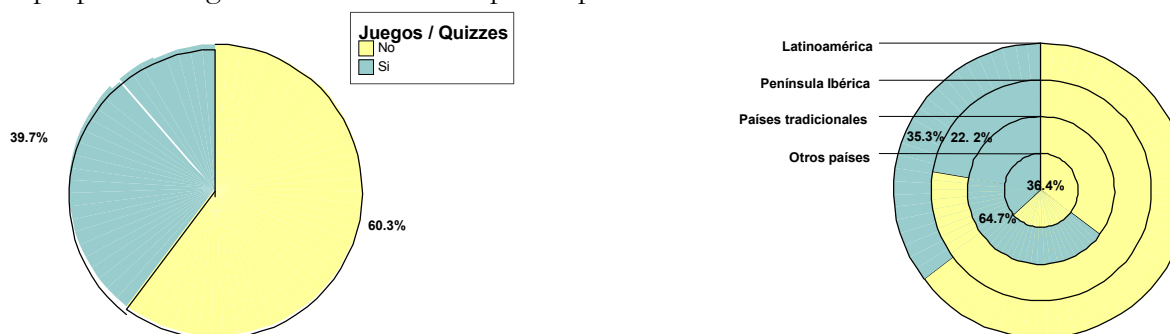 Juegos / Quizzes
No
Si
39.7%
60.3%
Latinoamérica
Península Ibérica
Países tradicionales
Otros países
35.3%
22. 2%
36.4%
64.7%